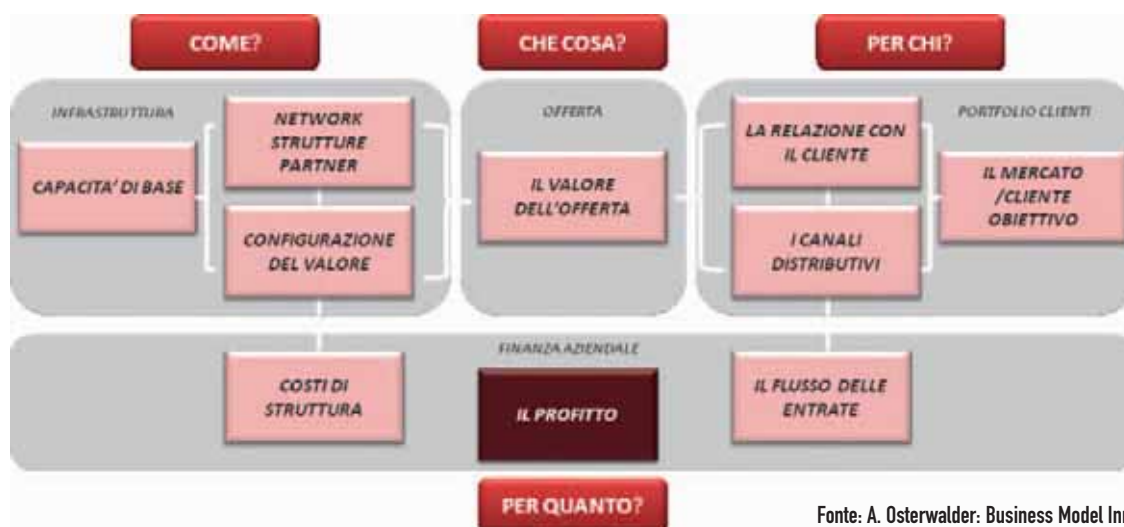 COME?
CHE COSA?
PER CHI?
INFRASTRUTTURA
CAPACITA' DI BASE
NETWORK
STRUTTURE
PARTNER
CONFIGURAZIONE
DEL VALORE
OFFERTA
IL VALORE
DELL'OFFERTA
PORTFOLIO CLIENTI
LA RELAZIONE CON
IL CLIENTE
I CANALI
DISTRIBUTIVI
IL MERCATO
/CLIENTE
OBIETTIVO
FINANZA AZIENDALE
COSTI DI
STRUTTURA
IL PROFITTO
IL FLUSSO DELLE
ENTRATE
PER QUANTO?
Fonte: A. Osterwalder: Business Model